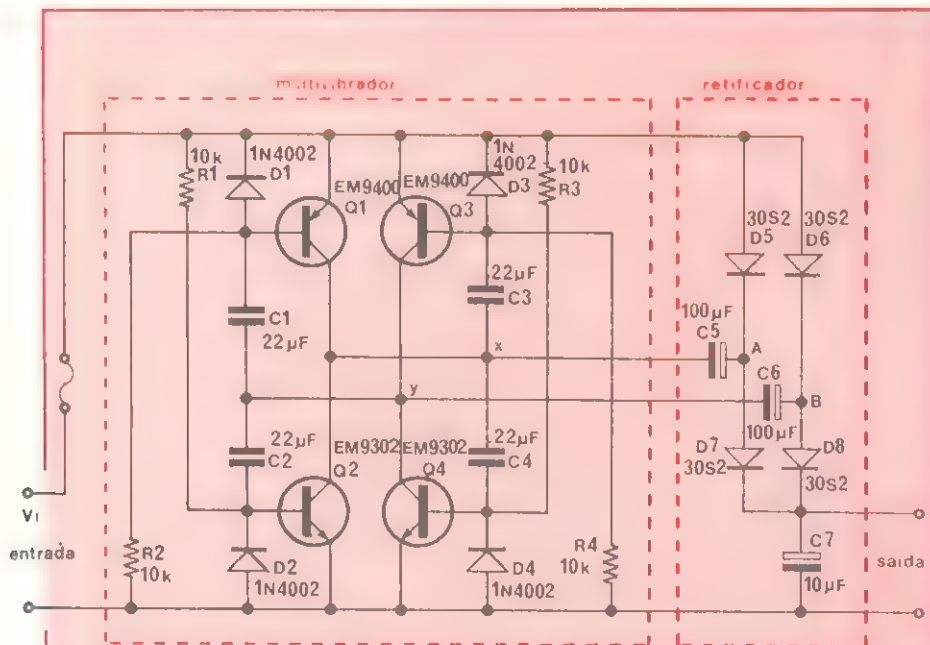 multivibrador
retificador
10k
R1
1N4002
D1
EM9400
Q1
EM9400
Q3
1N
4002
D3
10k
R3
30S2
D5
30S2
D6
C1
22µF
22µF
C3
x
y
100µF
C5
A
C6
100µF
B
22µF
C2
EM9302
Q2
EM9302
Q4
22µF
C4
D7
30S2
D8
30S2
VI
entrada
R2
10k
D2
1N4002
D4
1N4002
R4
10k
C7
10µF
saída